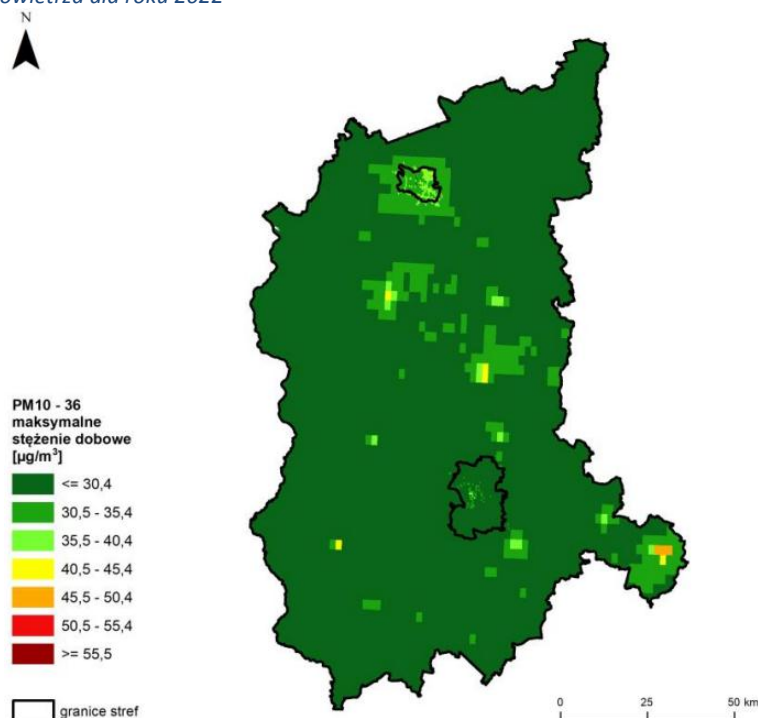 owietrza dla roku 2022
N
PM10 - 36
maksymalne
stężenie dobowe
[µg/m³]
<= 30,4
30,5 - 35,4
35,5 - 40,4
40,5 - 45,4
45,5 - 50,4
50,5 - 55,4
>= 55,5
granice stref
0 25 50 km